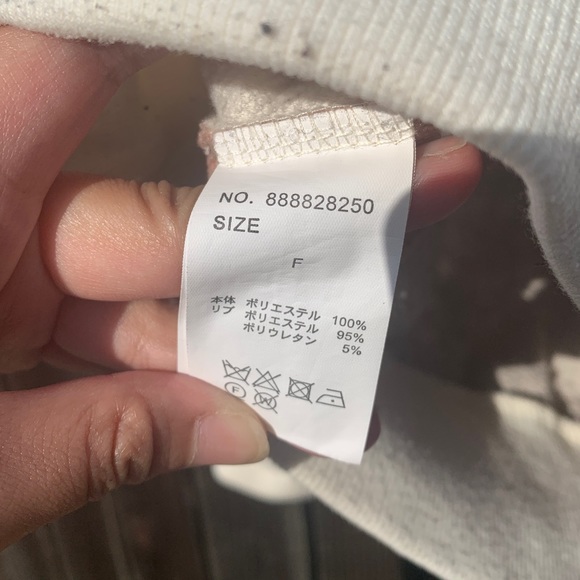 NO. 888828250
SIZE
F
本体 ポリエステル 100%
リブ ポリエステル 95%
ポリウレタン 5%
F W